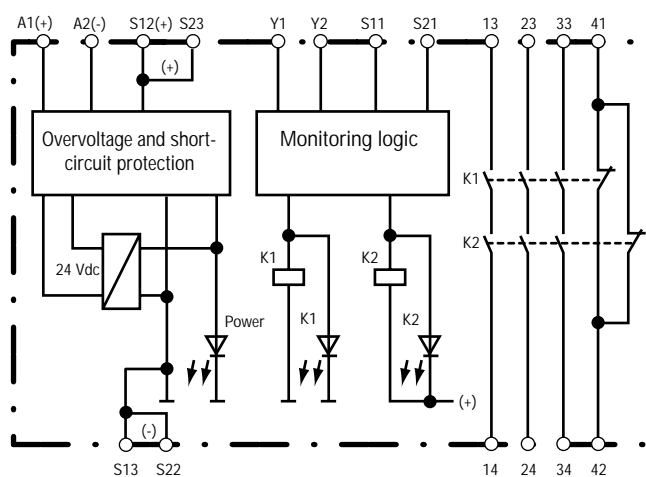 A1(+) A2(-) S12(+) S23 Y1 Y2 S11 S21 13 23 33 41
(+)
Overvoltage and short-
circuit protection
Monitoring logic
K1
K2
24 Vdc
K1
K2
Power
K1
K2
(+)
(-)
S13 S22 14 24 34 42